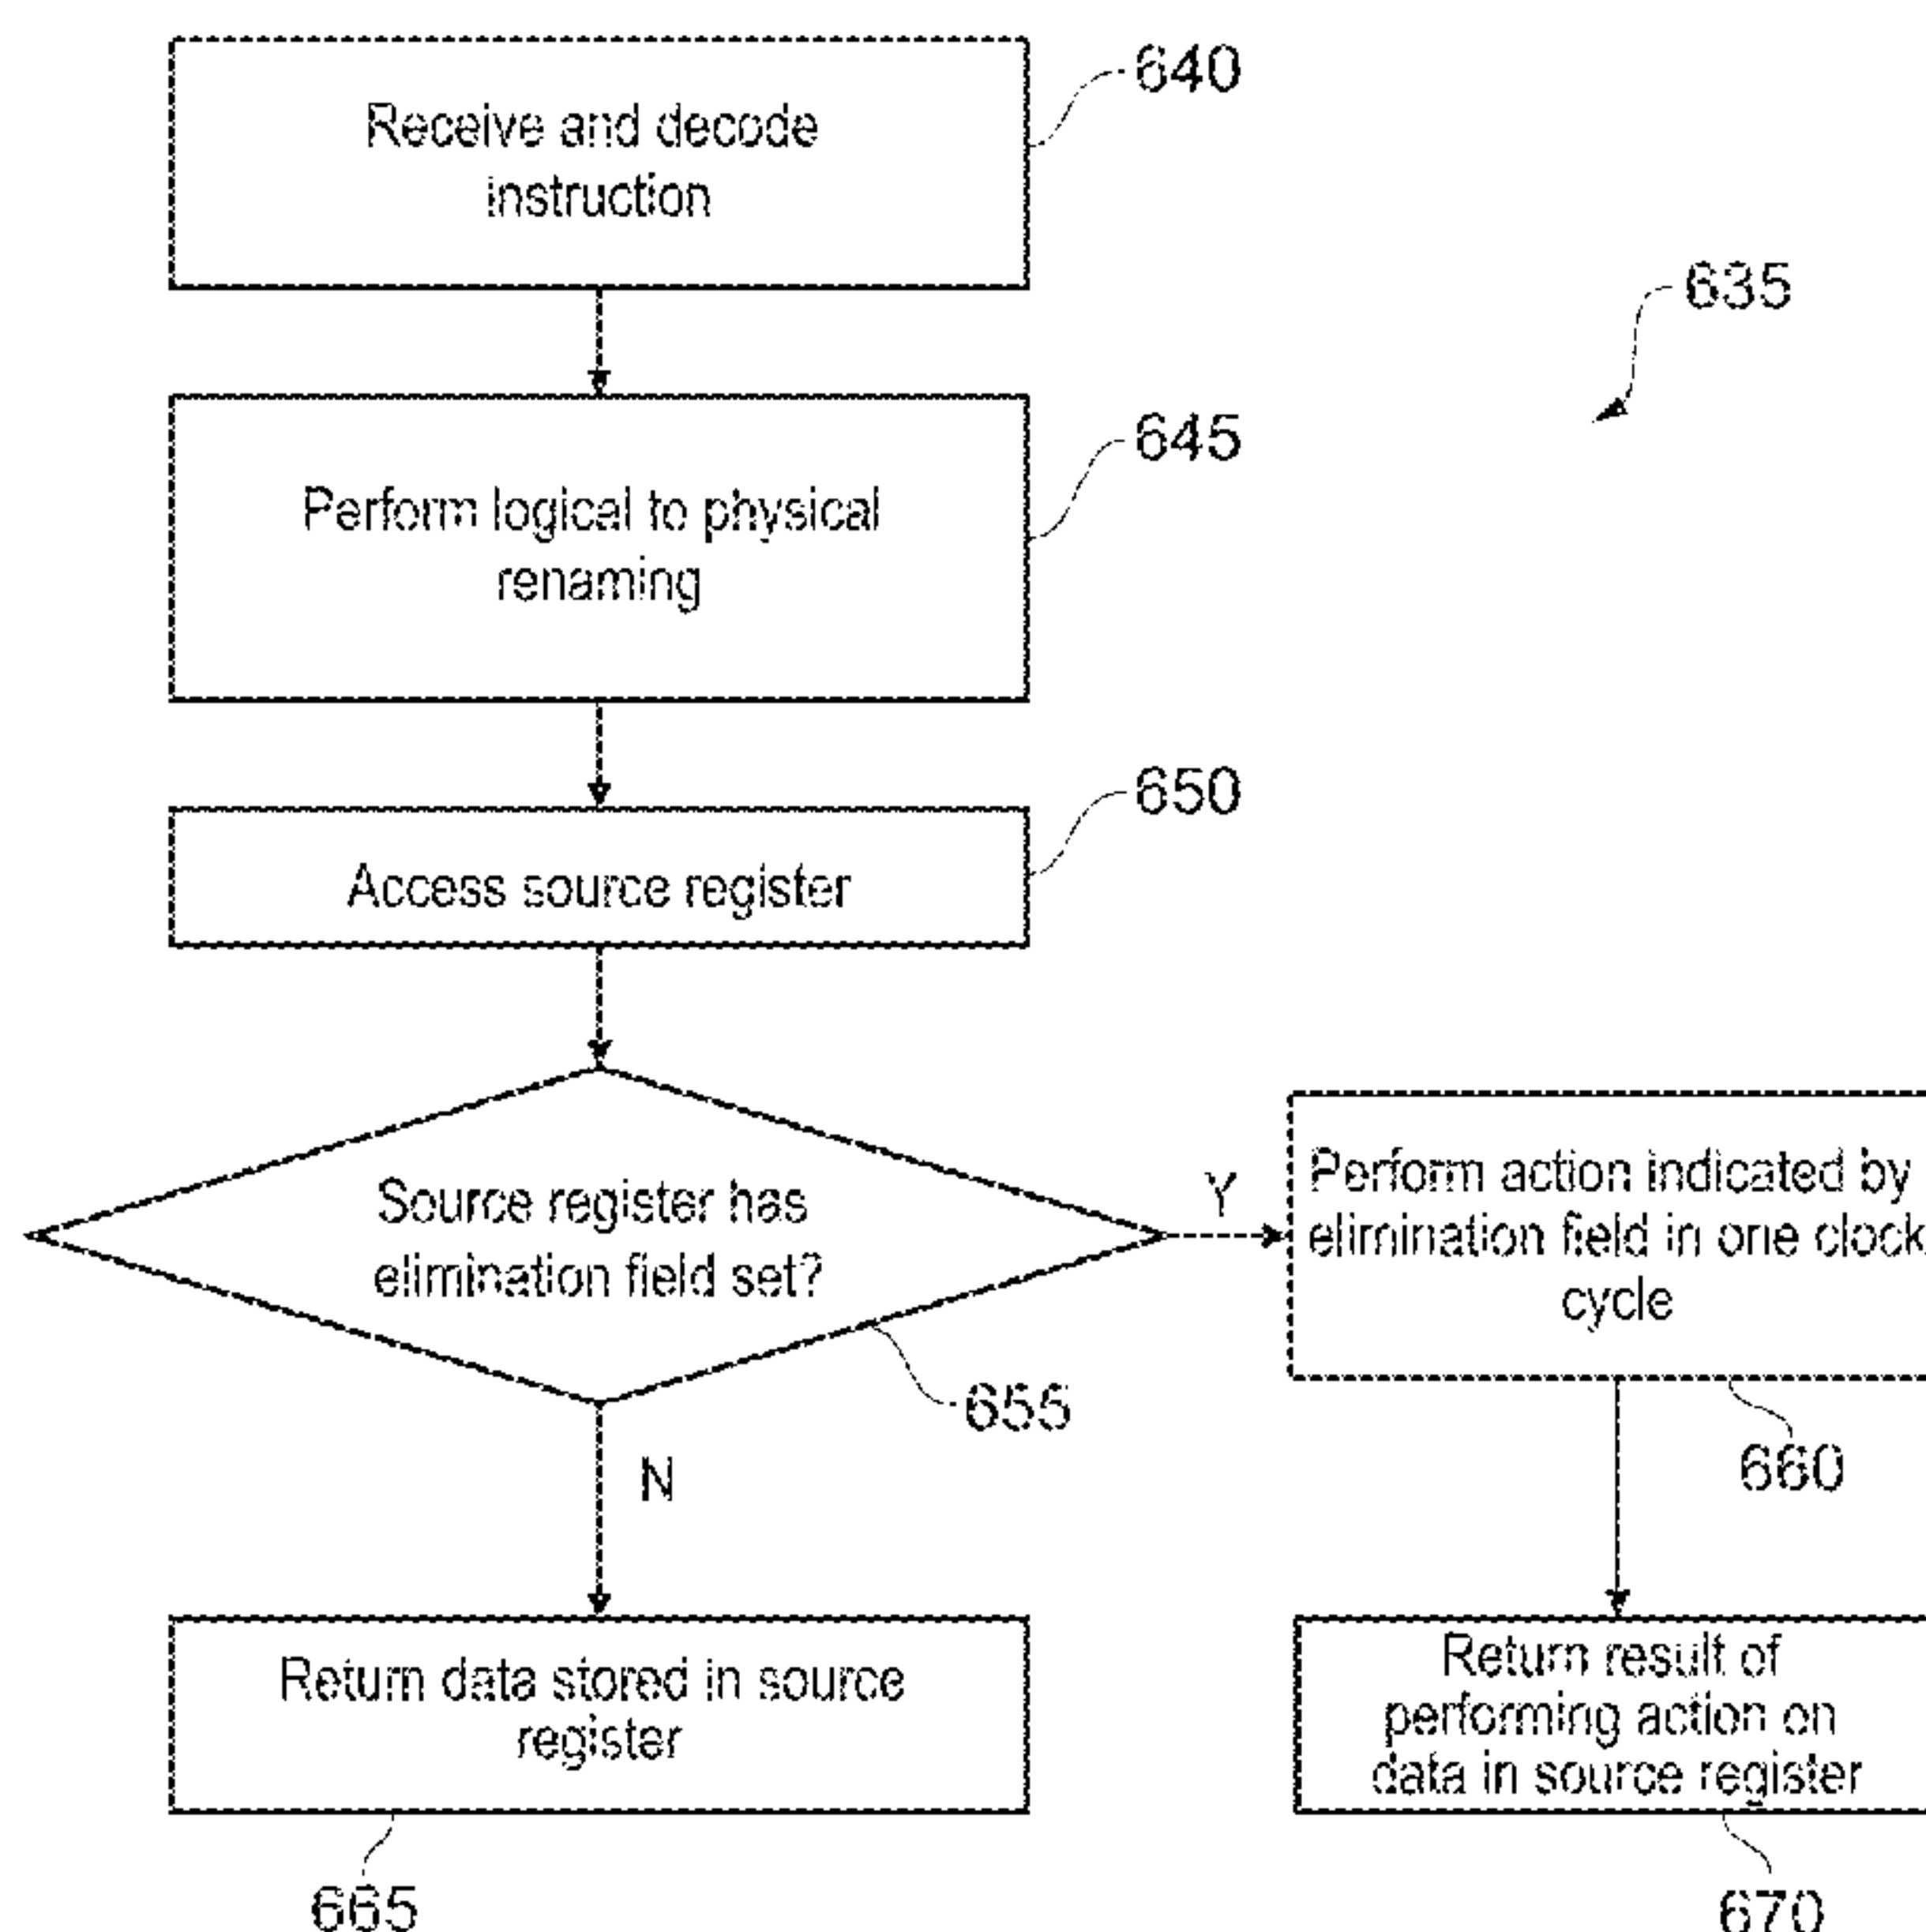 Receive and decode
instruction
640
635
Perform logical to physical
renaming
645
650
Access source register
Source register has
elimination field set?
Y
Perform action indicated by
elimination field in one clock
cycle
655
660
N
Return data stored in source
register
Return result of
performing action on
data in source register
665
670